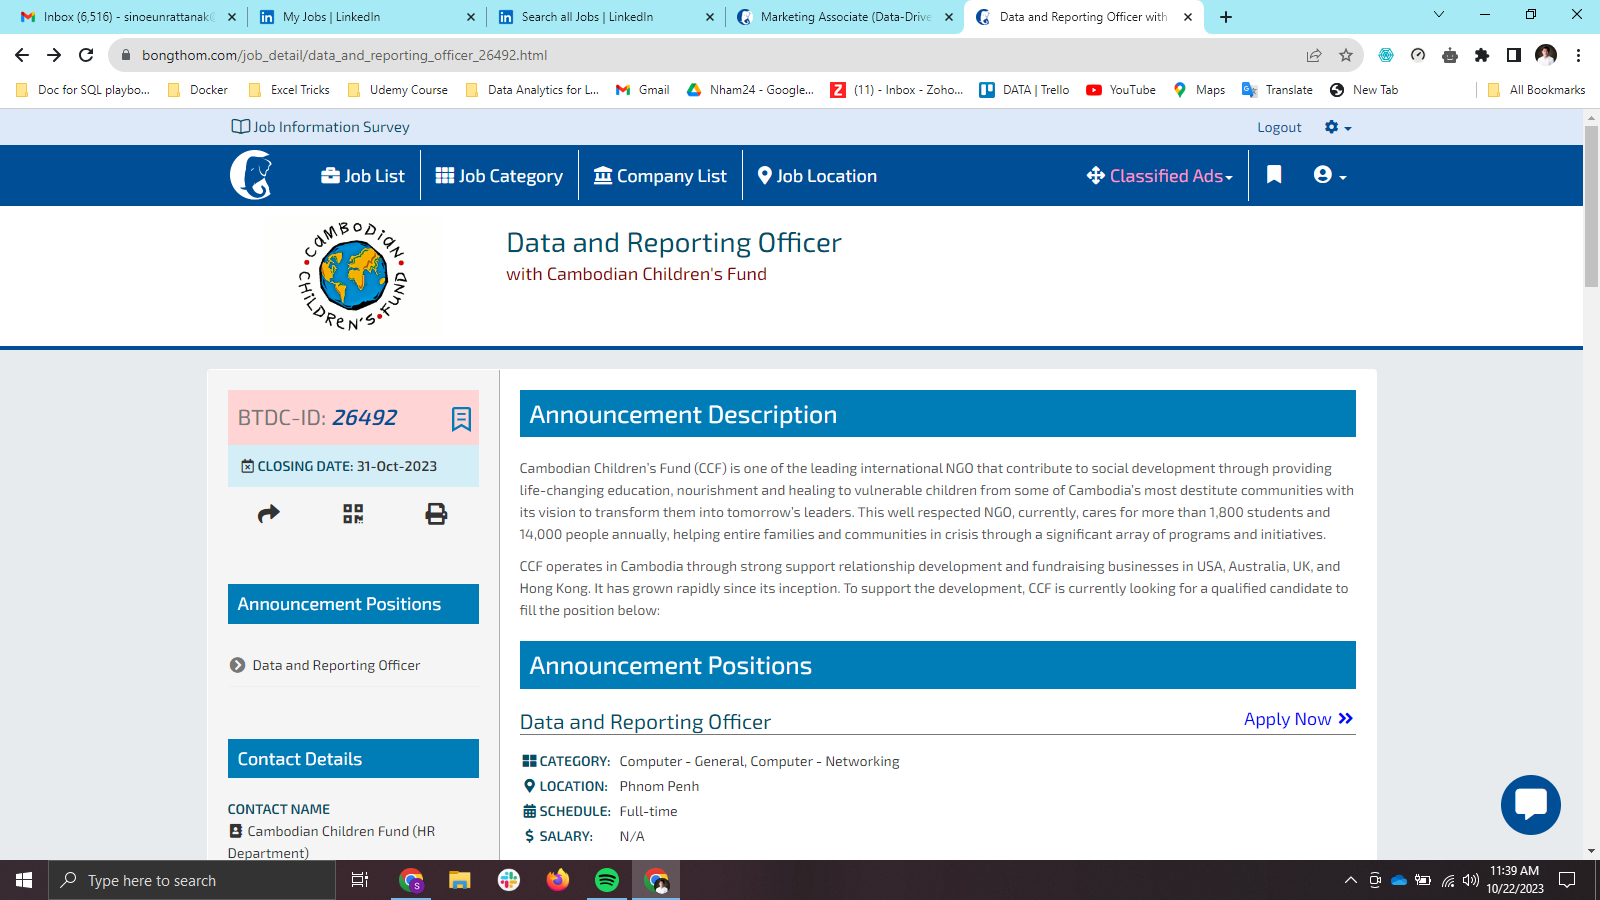 Inbox (6,516) - sinoeunrattanak@
My Jobs | LinkedIn
Search all Jobs | LinkedIn
Marketing Associate (Data-Drive
Data and Reporting Officer with
bongthom.com/job_detail/data_and_reporting_officer_26492.html
Doc for SQL playbo...
Docker
Excel Tricks
Udemy Course
Data Analytics for L...
Gmail
Nham24 - Google...
(11) - Inbox - Zoho...
DATA | Trello
YouTube
Maps
Translate
New Tab
All Bookmarks
Job Information Survey
Logout
Job List
Job Category
Company List
Job Location
Classified Ads
CAMBODIAN CHILDREN'S FUND
Data and Reporting Officer
with Cambodian Children's Fund
BTDC-ID: 26492
CLOSING DATE: 31-Oct-2023
Announcement Positions
Data and Reporting Officer
Contact Details
CONTACT NAME
Cambodian Children Fund (HR
Department)
Announcement Description
Cambodian Children's Fund (CCF) is one of the leading international NGO that contribute to social development through providing
life-changing education, nourishment and healing to vulnerable children from some of Cambodia's most destitute communities with
its vision to transform them into tomorrow's leaders. This well respected NGO, currently, cares for more than 1,800 students and
14,000 people annually, helping entire families and communities in crisis through a significant array of programs and initiatives.
CCF operates in Cambodia through strong support relationship development and fundraising businesses in USA, Australia, UK, and
Hong Kong. It has grown rapidly since its inception. To support the development, CCF is currently looking for a qualified candidate to
fill the position below:
Announcement Positions
Data and Reporting Officer
Apply Now
CATEGORY: Computer - General, Computer - Networking
LOCATION: Phnom Penh
SCHEDULE: Full-time
SALARY: N/A
Type here to search
S
11:39 AM
10/22/2023